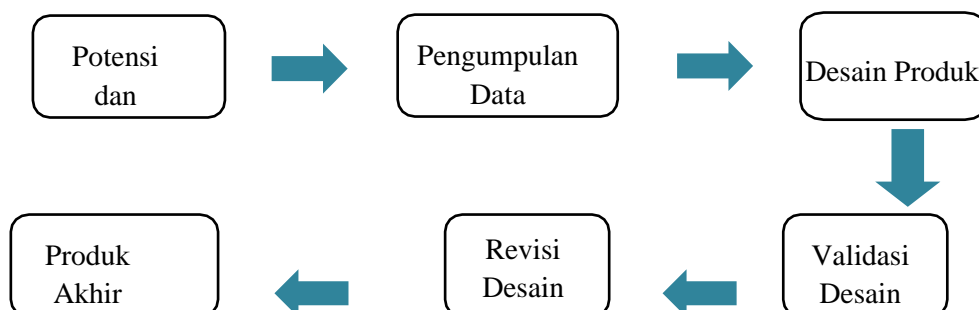 Potensi
dan
Pengumpulan
Data
Desain Produk
Validasi
Desain
Revisi
Desain
Produk
Akhir